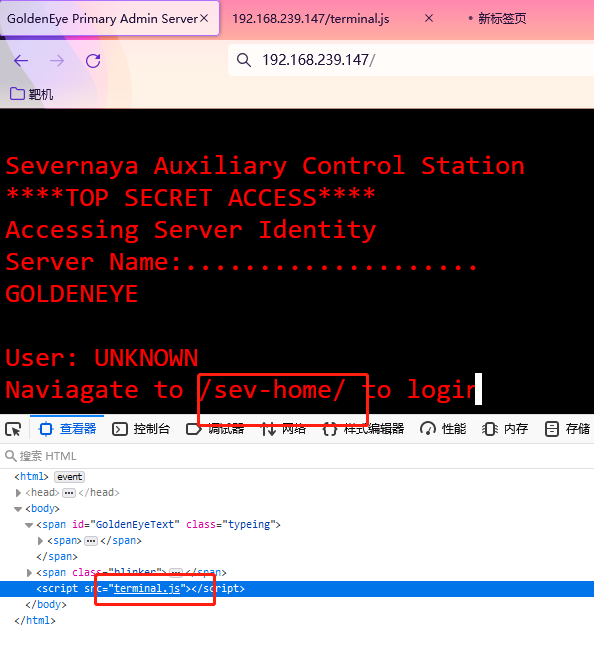 GoldenEye Primary Admin Server
192.168.239.147/terminal.js
新标签页
192.168.239.147/
靶机
Severnaya Auxiliary Control Station
****TOP SECRET ACCESS****
Accessing Server Identity
Server Name:....................
GOLDENEYE
User: UNKNOWN
Naviagate to /sev-home/ to login
查看器 控制台 调试器 网络 样式编辑器 性能 内存 存储
搜索 HTML
<html> event
<head> ••• </head>
<body>
<span id="GoldenEyeText" class="typeing">
<span> ••• </span>
</span>
<span class="blinker"> ••• </span>
<script src="terminal.js"></script>
</body>
</html>